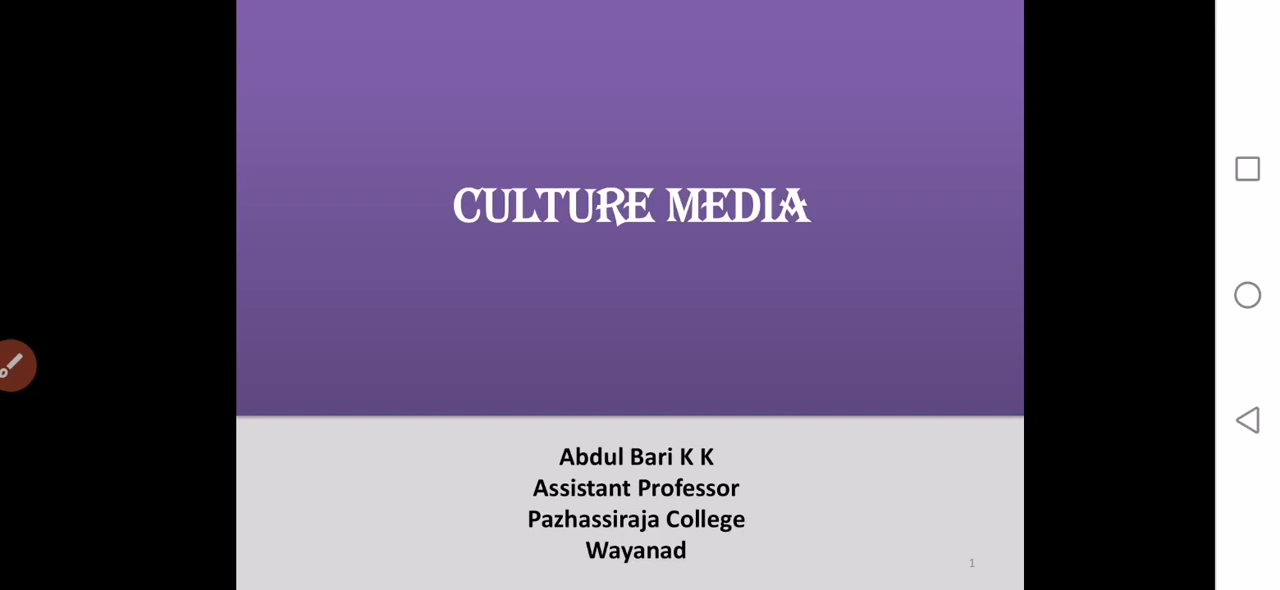 CULTURE MEDIA
Abdul Bari K K
Assistant Professor
Pazhassiraja College
Wayanad
1